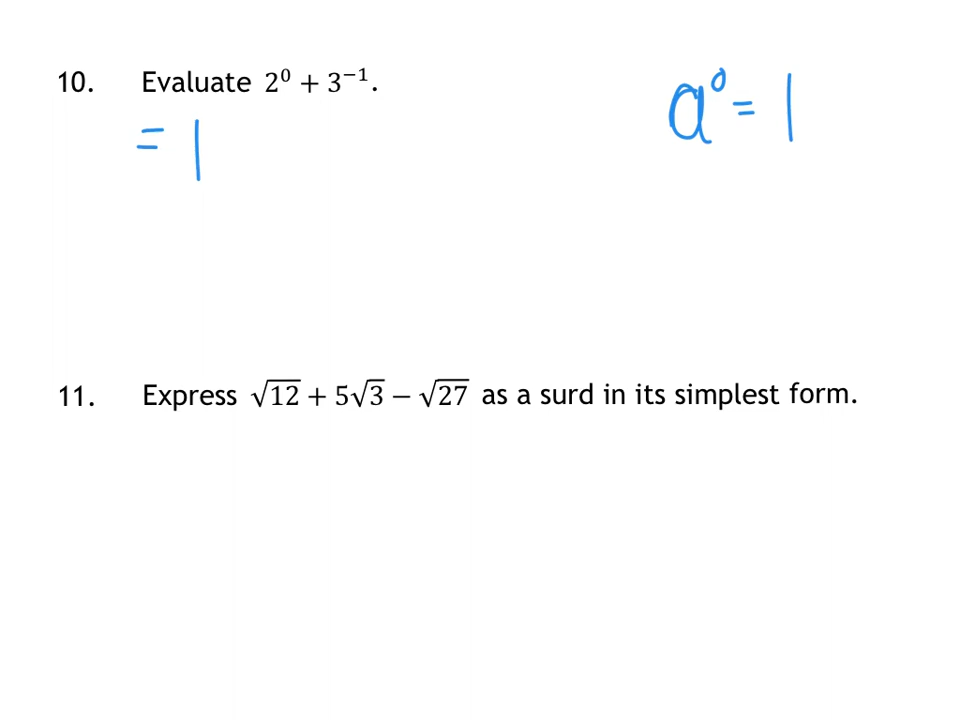 10. Evaluate 2⁰ + 3⁻¹.
a⁰ = 1
= 1
11. Express √12 + 5√3 − √27 as a surd in its simplest form.